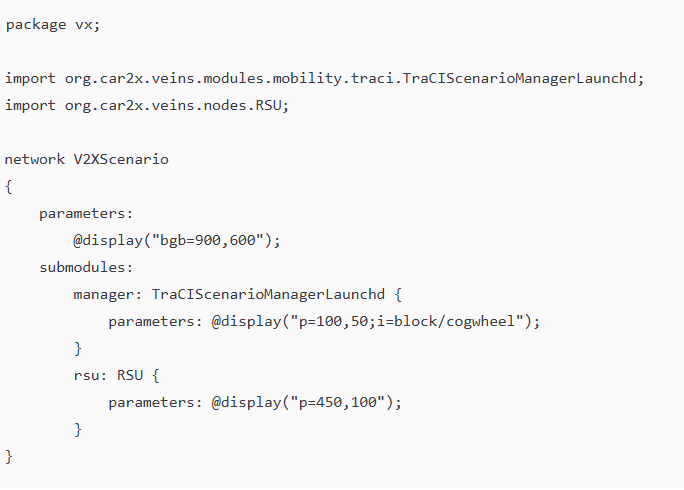 package vx;

import org.car2x.veins.modules.mobility.traci.TraCIScenarioManagerLaunchd;
import org.car2x.veins.nodes.RSU;

network V2XScenario
{
    parameters:
        @display("bgb=900,600");
    submodules:
        manager: TraCIScenarioManagerLaunchd {
            parameters: @display("p=100,50;i=block/cogwheel");
        }
        rsu: RSU {
            parameters: @display("p=450,100");
        }
}